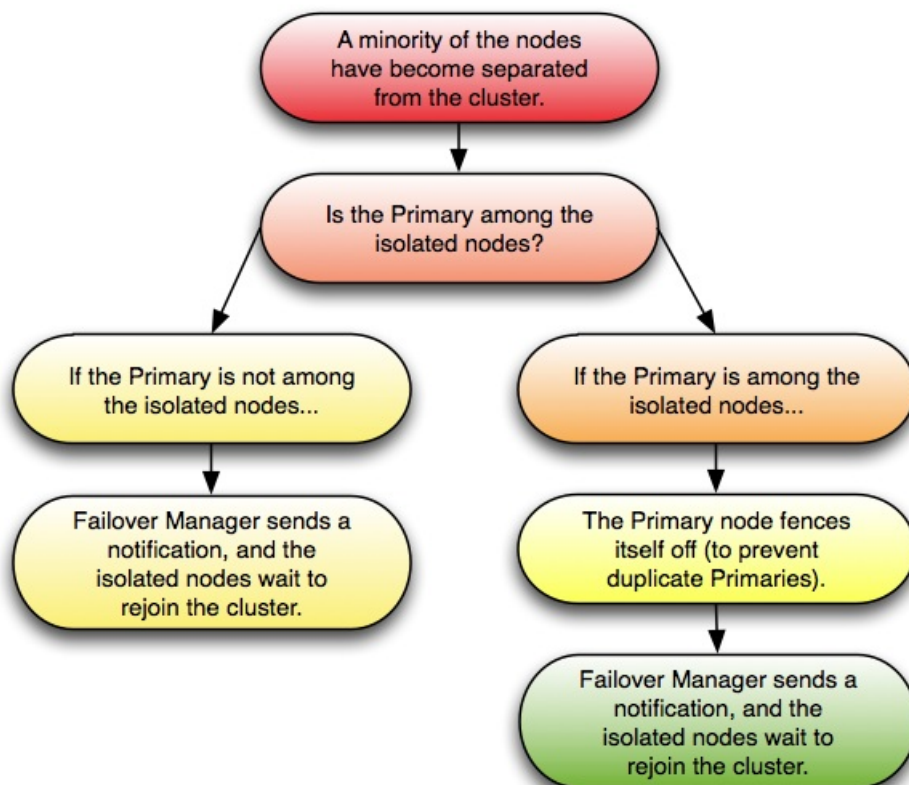 A minority of the nodes
have become separated
from the cluster.
Is the Primary among the
isolated nodes?
If the Primary is not among
the isolated nodes...
If the Primary is among the
isolated nodes...
Failover Manager sends a
notification, and the
isolated nodes wait to
rejoin the cluster.
The Primary node fences
itself off (to prevent
duplicate Primaries).
Failover Manager sends a
notification, and the
isolated nodes wait to
rejoin the cluster.